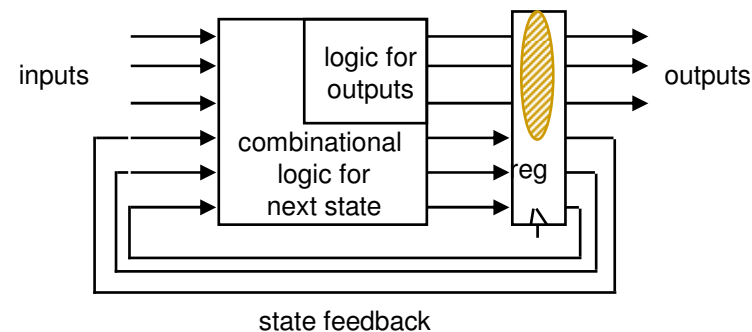 inputs
logic for
outputs
combinational
logic for
next state
reg
outputs
state feedback